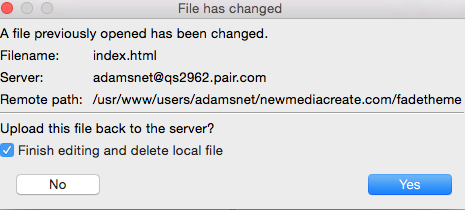 File has changed
A file previously opened has been changed.
Filename: index.html
Server: adamsnet@qs2962.pair.com
Remote path: /usr/www/users/adamsnet/newmediacreate.com/fadetheme
Upload this file back to the server?
Finish editing and delete local file
No Yes